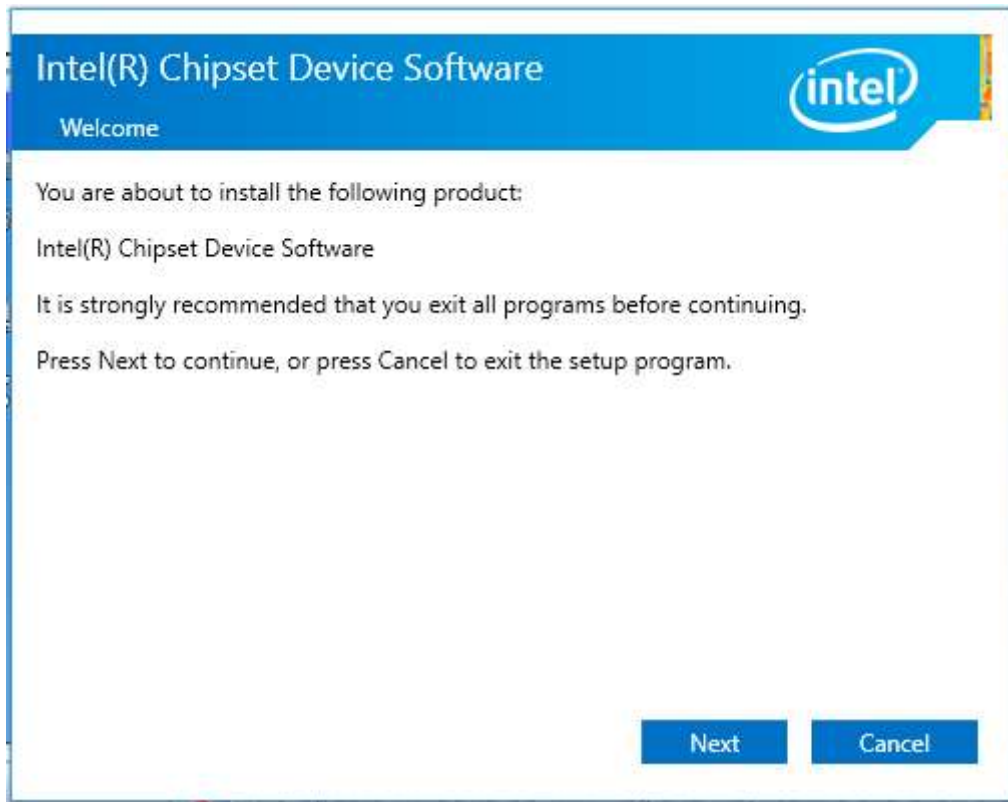 Intel(R) Chipset Device Software
intel
Welcome
You are about to install the following product:
Intel(R) Chipset Device Software
It is strongly recommended that you exit all programs before continuing.
Press Next to continue, or press Cancel to exit the setup program.
Next
Cancel